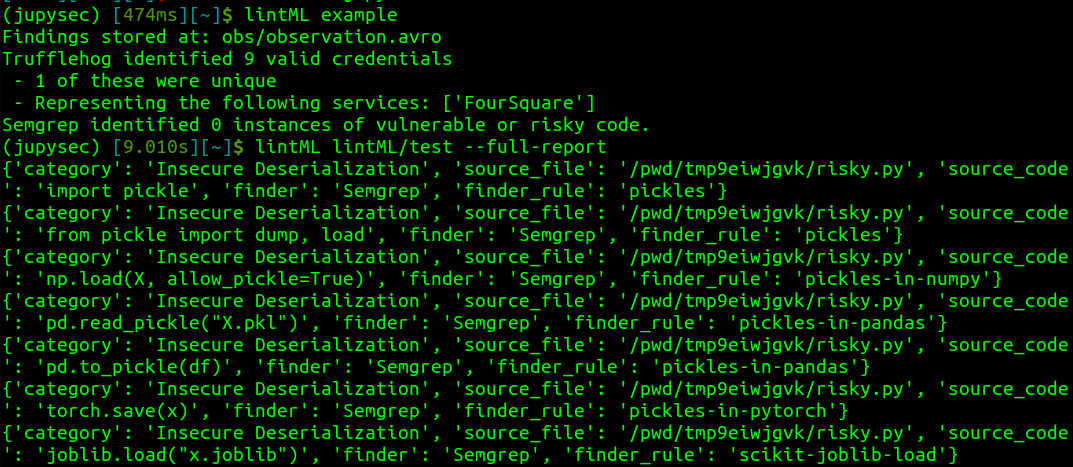 (jupysec) [474ms][~]$ lintML example
Findings stored at: obs/observation.avro
Trufflehog identified 9 valid credentials
 - 1 of these were unique
 - Representing the following services: ['FourSquare']
Semgrep identified 0 instances of vulnerable or risky code.
(jupysec) [9.010s][~]$ lintML lintML/test --full-report
{'category': 'Insecure Deserialization', 'source_file': '/pwd/tmp9eiwjgvk/risky.py', 'source_code
': 'import pickle', 'finder': 'Semgrep', 'finder_rule': 'pickles'}
{'category': 'Insecure Deserialization', 'source_file': '/pwd/tmp9eiwjgvk/risky.py', 'source_code
': 'from pickle import dump, load', 'finder': 'Semgrep', 'finder_rule': 'pickles'}
{'category': 'Insecure Deserialization', 'source_file': '/pwd/tmp9eiwjgvk/risky.py', 'source_code
': 'np.load(X, allow_pickle=True)', 'finder': 'Semgrep', 'finder_rule': 'pickles-in-numpy'}
{'category': 'Insecure Deserialization', 'source_file': '/pwd/tmp9eiwjgvk/risky.py', 'source_code
': 'pd.read_pickle("X.pkl")', 'finder': 'Semgrep', 'finder_rule': 'pickles-in-pandas'}
{'category': 'Insecure Deserialization', 'source_file': '/pwd/tmp9eiwjgvk/risky.py', 'source_code
': 'pd.to_pickle(df)', 'finder': 'Semgrep', 'finder_rule': 'pickles-in-pandas'}
{'category': 'Insecure Deserialization', 'source_file': '/pwd/tmp9eiwjgvk/risky.py', 'source_code
': 'torch.save(x)', 'finder': 'Semgrep', 'finder_rule': 'pickles-in-pytorch'}
{'category': 'Insecure Deserialization', 'source_file': '/pwd/tmp9eiwjgvk/risky.py', 'source_code
': 'joblib.load("x.joblib")', 'finder': 'Semgrep', 'finder_rule': 'scikit-joblib-load'}